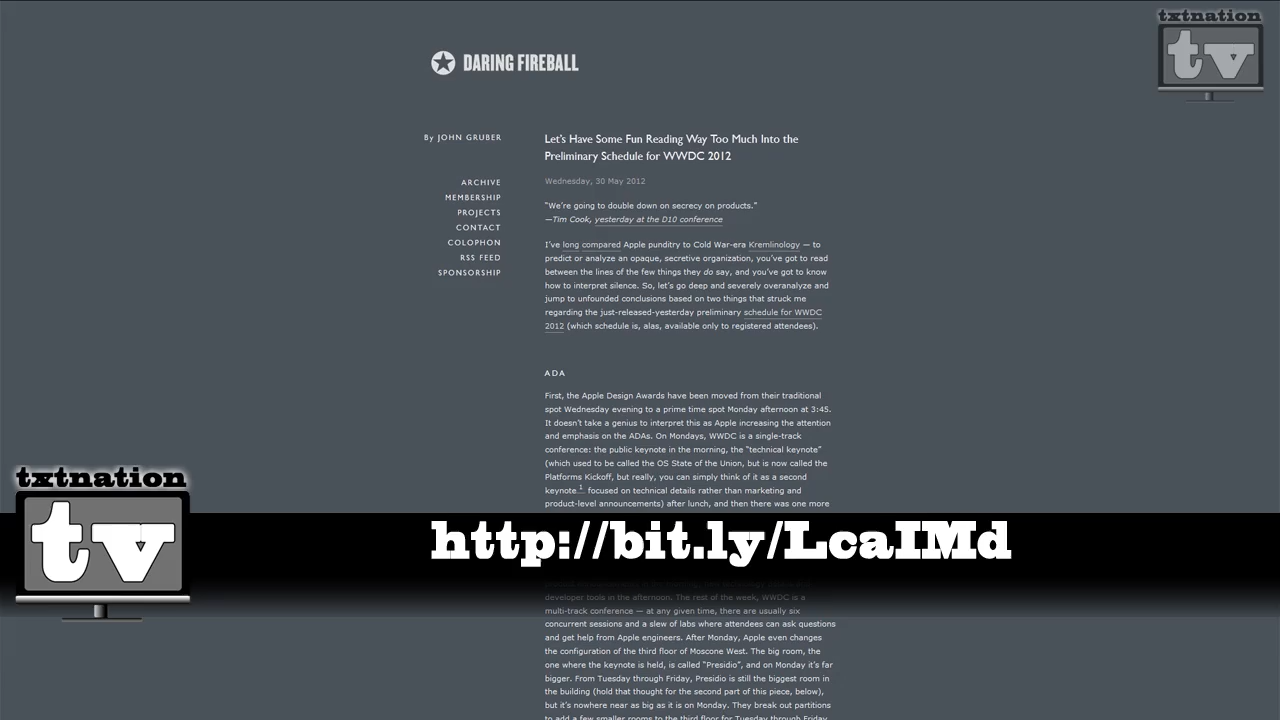 txtnation
tv
DARING FIREBALL
By JOHN GRUBER
ARCHIVE
MEMBERSHIP
PROJECTS
CONTACT
COLOPHON
RSS FEED
SPONSORSHIP
Let's Have Some Fun Reading Way Too Much Into the
Preliminary Schedule for WWDC 2012
Wednesday, 30 May 2012
“We're going to double down on secrecy on products.”
—Tim Cook, yesterday at the D10 conference
I've long compared Apple punditry to Cold War-era Kremlinology — to
predict or analyze an opaque, secretive organization, you've got to read
between the lines of the few things they do say, and you've got to know
how to interpret silence. So, let's go deep and severely overanalyze and
jump to unfounded conclusions based on two things that struck me
regarding the just-released-yesterday preliminary schedule for WWDC
2012 (which schedule is, alas, available only to registered attendees).
ADA
First, the Apple Design Awards have been moved from their traditional
spot Wednesday evening to a prime time spot Monday afternoon at 3:45.
It doesn't take a genius to interpret this as Apple increasing the attention
and emphasis on the ADAs. On Mondays, WWDC is a single-track
conference: the public keynote in the morning, the “technical keynote”
(which used to be called the OS State of the Union, but is now called the
Platforms Kickoff, but really, you can simply think of it as a second
keynote,1 focused on technical details rather than marketing and
product-level announcements) after lunch, and then there was one more
txtnation
tv
http://bit.ly/LcaIMd
developer tools in the afternoon. The rest of the week, WWDC is a
multi-track conference — at any given time, there are usually six
concurrent sessions and a slew of labs where attendees can ask questions
and get help from Apple engineers. After Monday, Apple even changes
the configuration of the third floor of Moscone West. The big room, the
one where the keynote is held, is called “Presidio”, and on Monday it's far
bigger. From Tuesday through Friday, Presidio is still the biggest room in
the building (hold that thought for the second part of this piece, below),
but it's nowhere near as big as it is on Monday. They break out partitions
to add a few smaller rooms to the third floor for Tuesday through Friday.